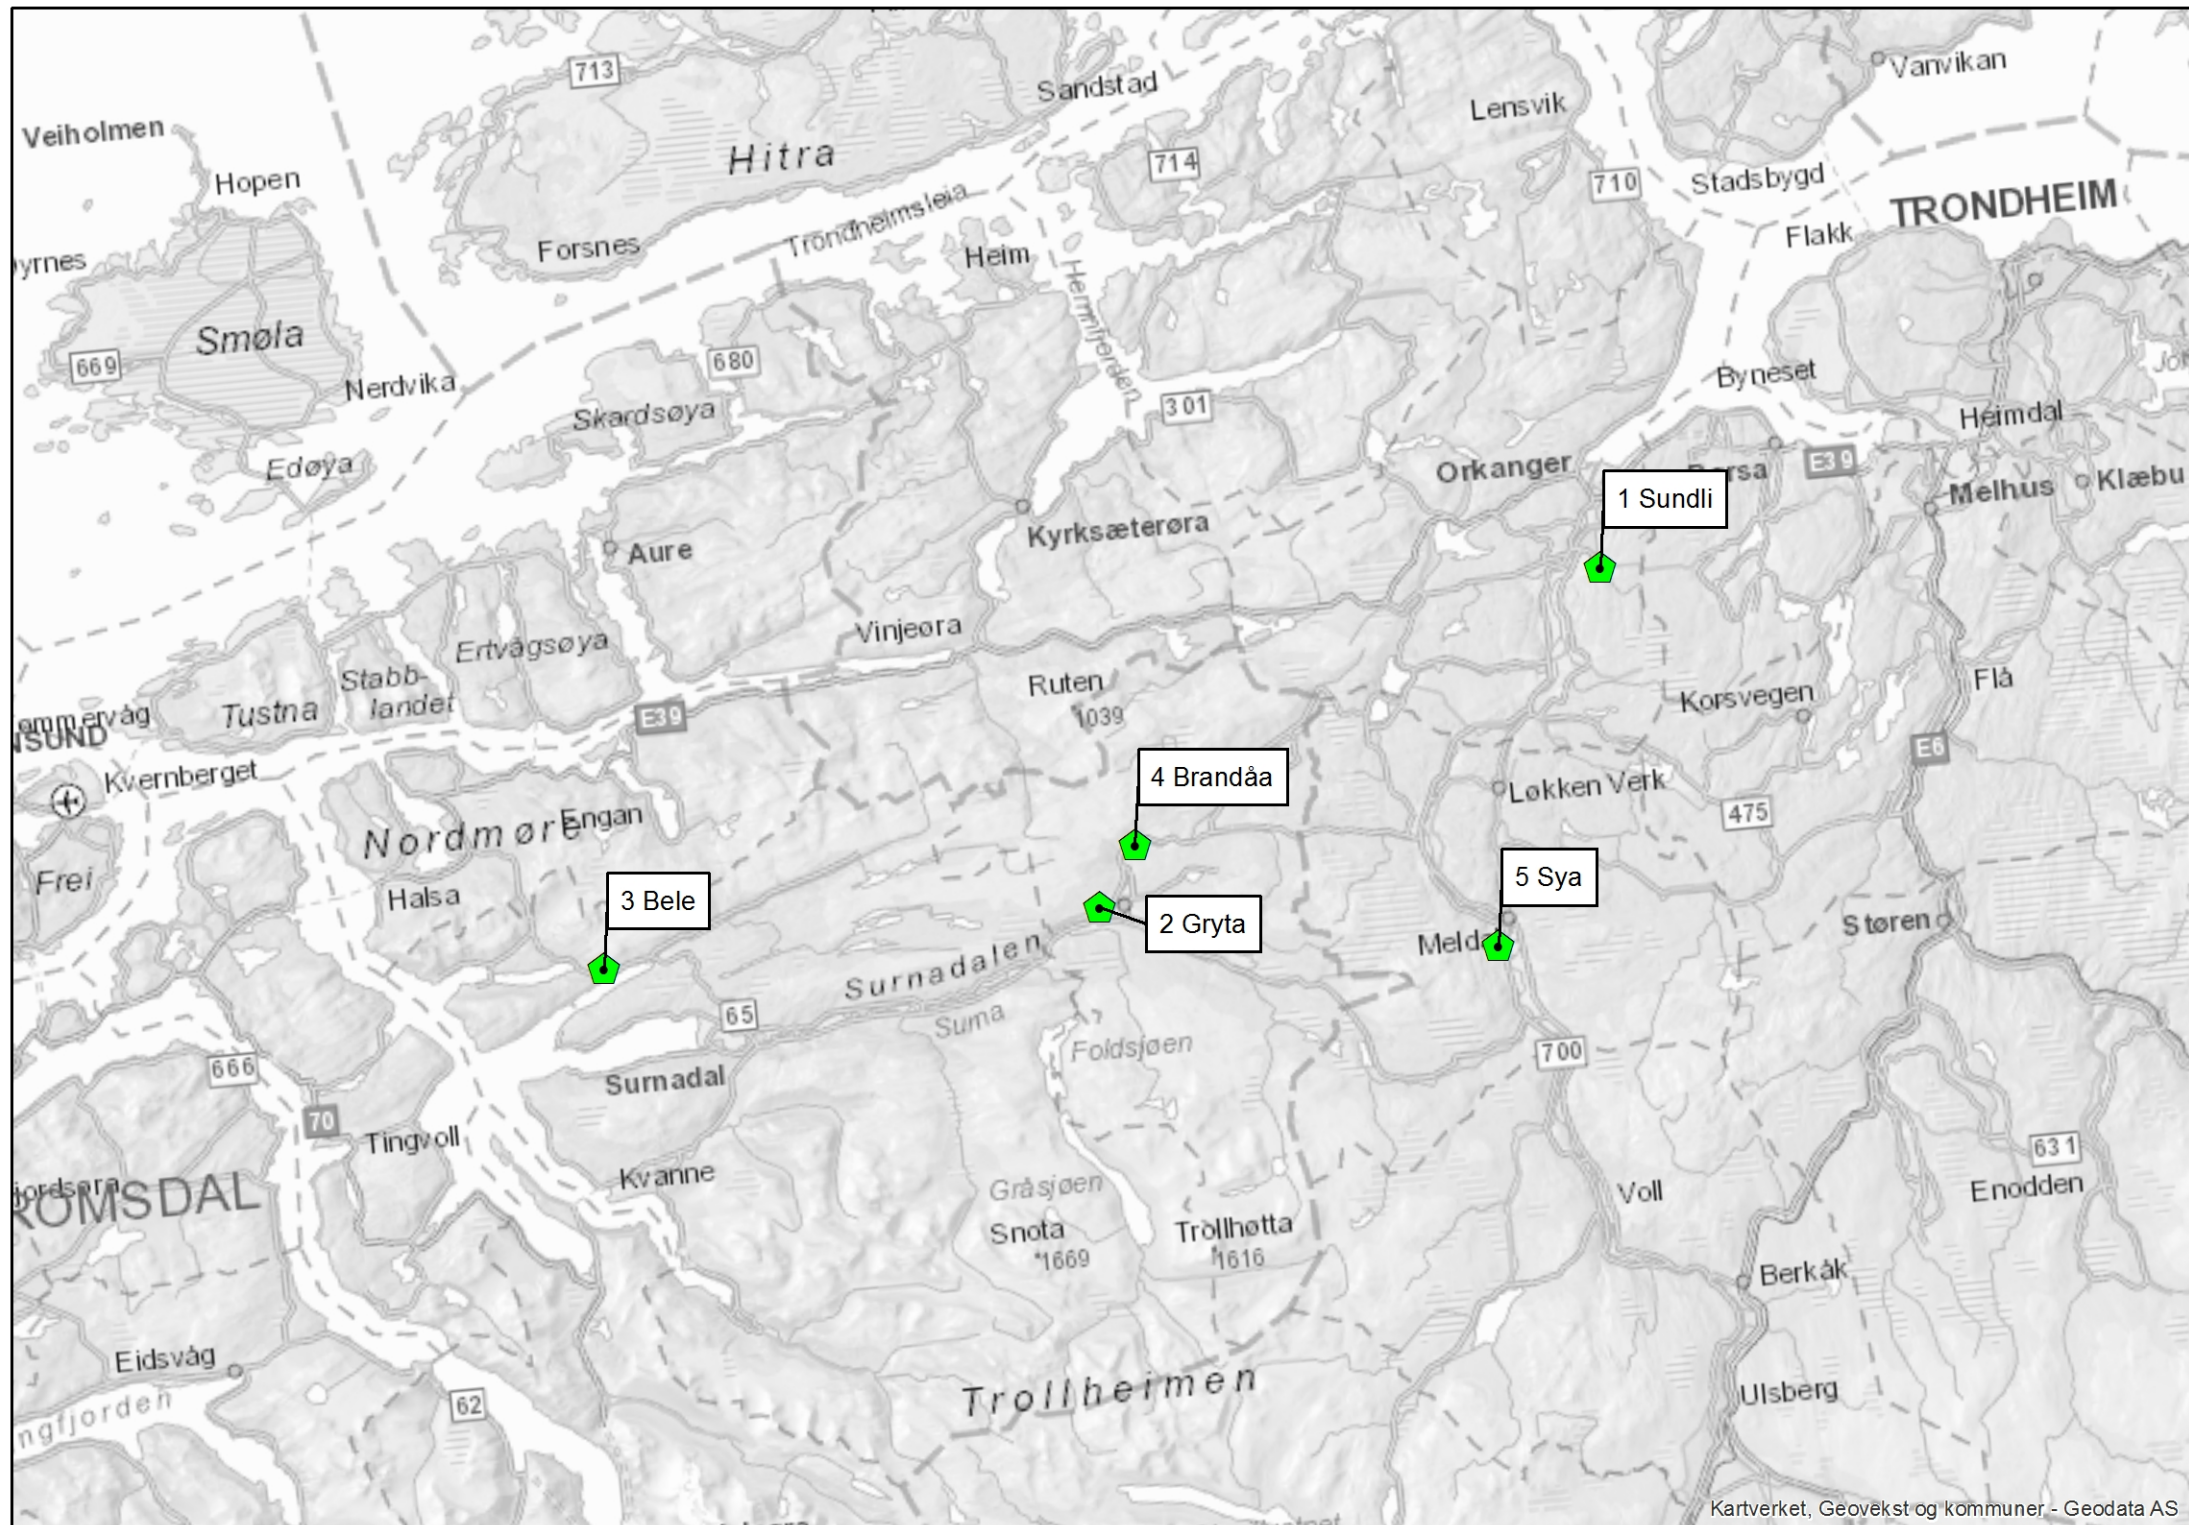 713
Sandstad
Vanvikan
Lensvik
Veiholmen
Hitra
714
Hopen
710
Stadsbygd
TRONDHEIM
Trondheimsleia
Forsnes
Heim
Flakk
Hemnfjorden
Smøla
669
680
Nerdvika
Byneset
301
Skardsøya
Heimdal
Edøya
Orkanger
E39
1 Sundli
Melhus
Klæbu
Kyrksæterøra
Aure
Vinjeøra
Ertvågsøya
Stabb-
landet
Tustna
Ruten
1039
Korsvegen
Flå
E39
E6
Kvernberget
4 Brandåa
Løkken Verk
475
Nordmøre
Engan
Frei
Halsa
3 Bele
5 Sya
2 Gryta
Støren
Surnadalen
65
Surna
Foldsjøen
700
666
Surnadal
70
Tingvoll
631
Kvanne
Gråsjøen
Voll
Enodden
Snota
1669
Trollhøtta
1616
Berkåk
Eidsvåg
Trollheimen
62
Ulsberg
Kartverket, Geovekst og kommuner - Geodata AS